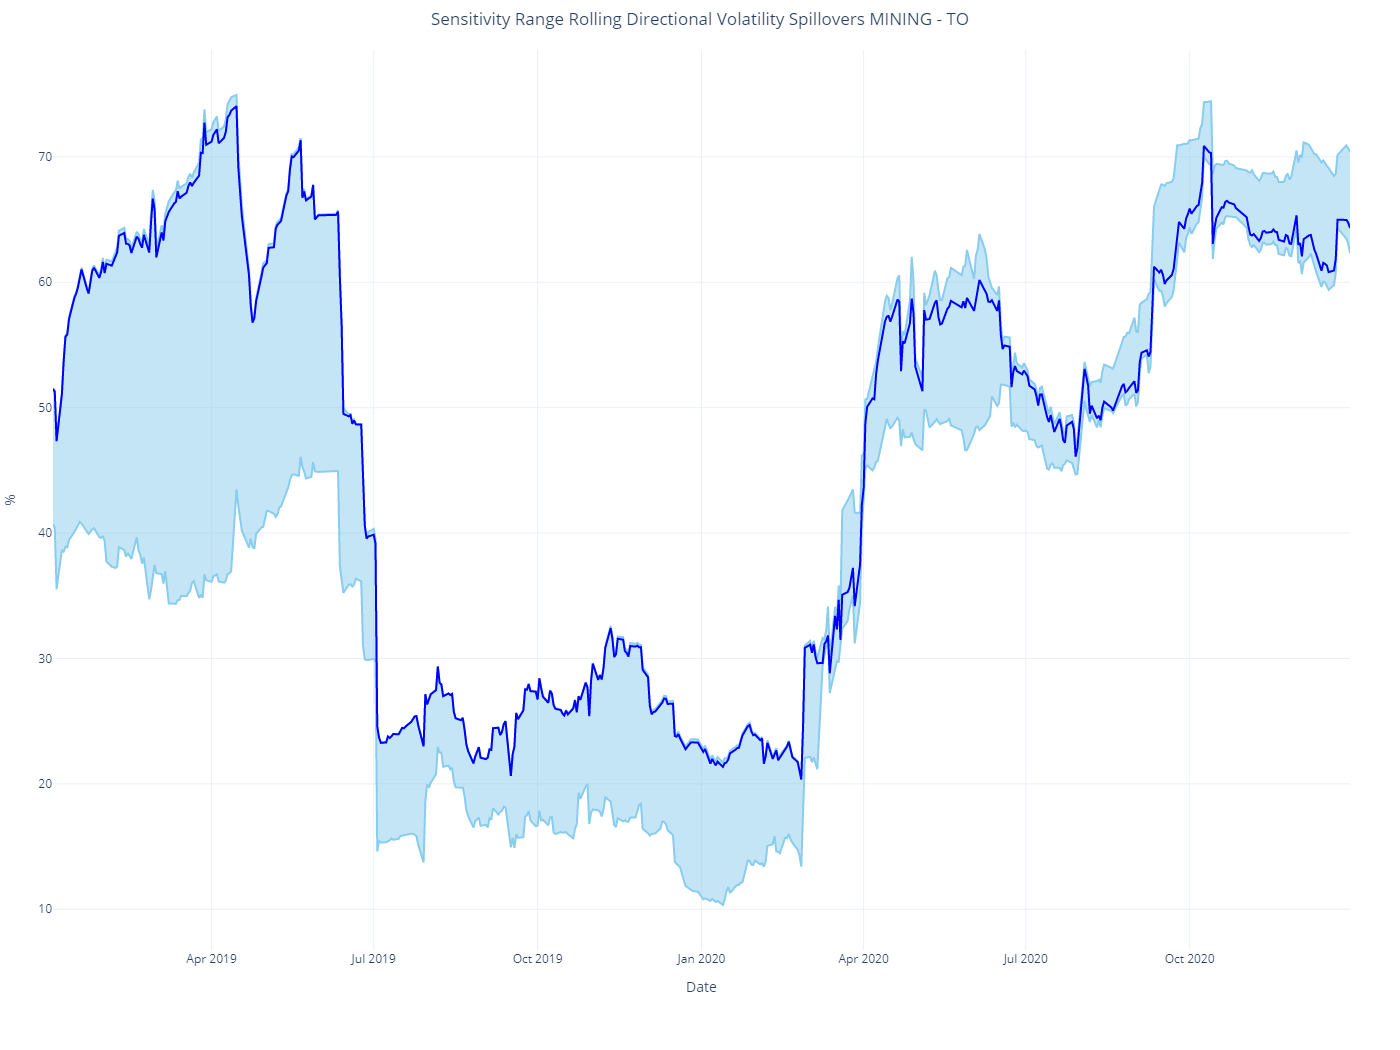 Sensitivity Range Rolling Directional Volatility Spillovers MINING - TO
70
60
50
40
30
20
10
%
Apr 2019
Jul 2019
Oct 2019
Jan 2020
Apr 2020
Jul 2020
Oct 2020
Date